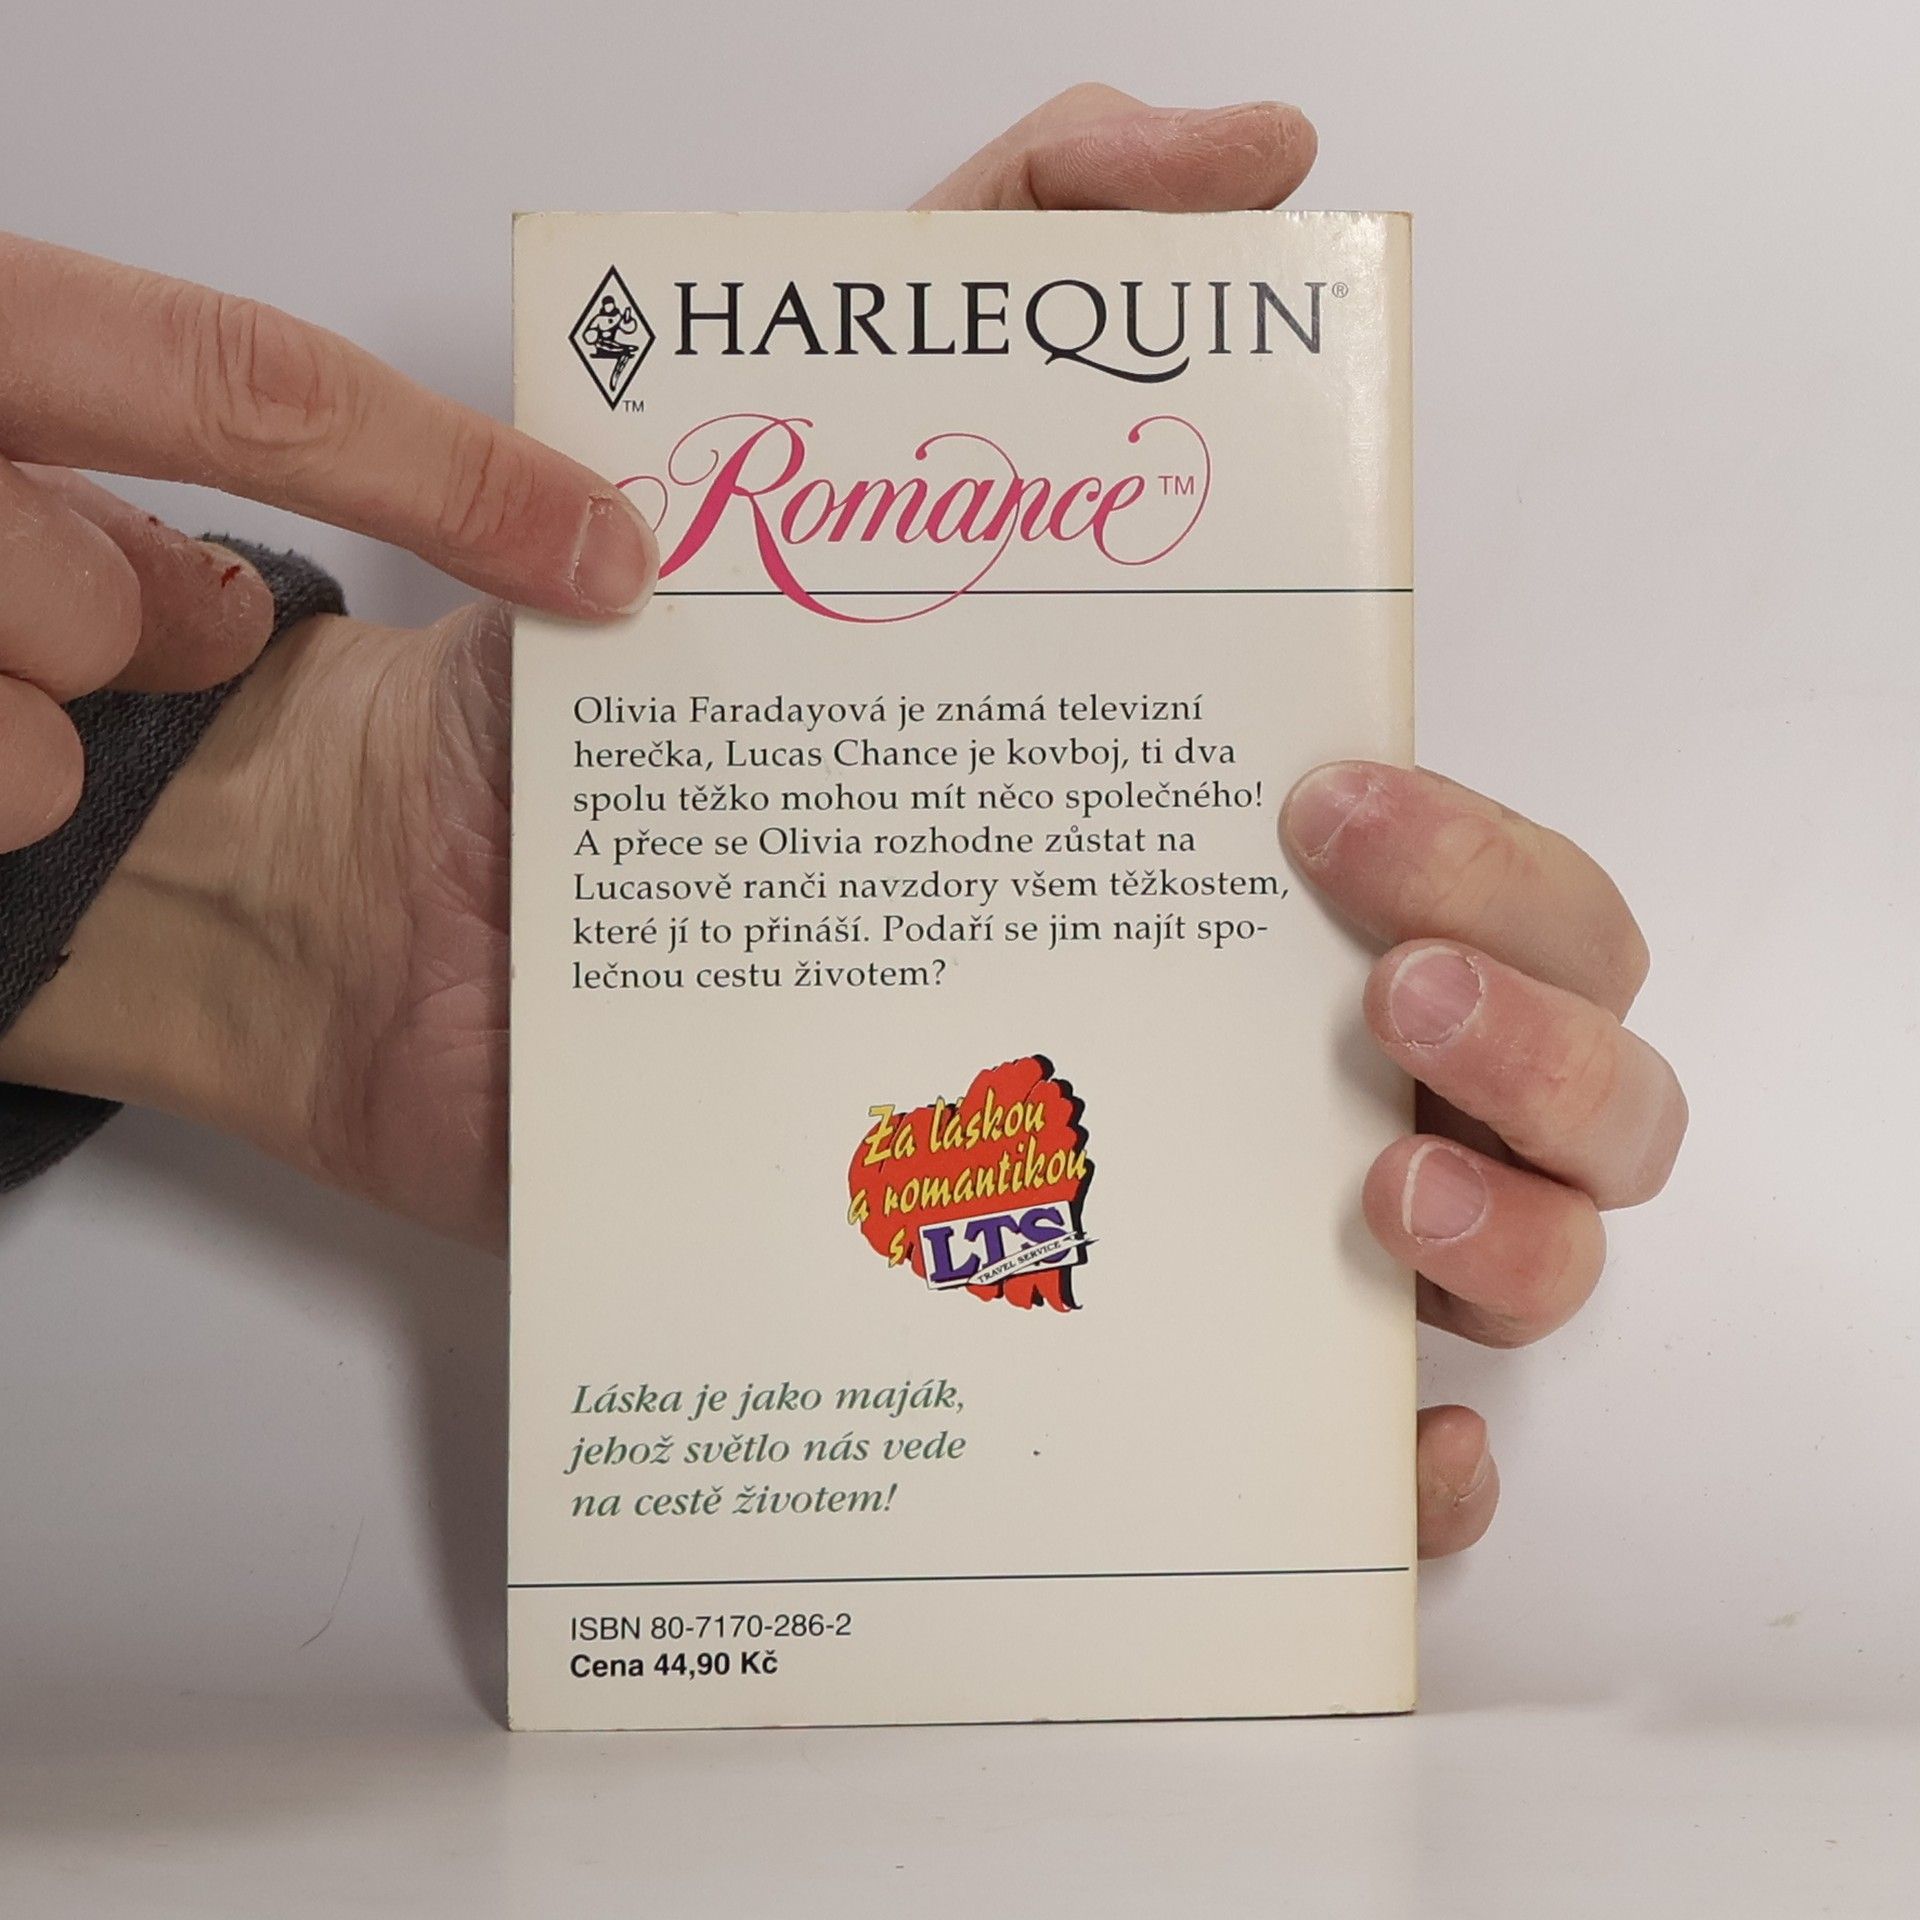 HARLEQUIN®
TM
Romance TM
Olivia Faradayová je známá televizní
herečka, Lucas Chance je kovboj, ti dva
spolu těžko mohou mít něco společného!
A přece se Olivia rozhodne zůstat na
Lucasově ranči navzdory všem těžkostem,
které jí to přináší. Podaří se jim najít spo-
lečnou cestu životem?
Za láskou
a romantikou
s LTS
TRAVEL SERVICE
Láska je jako maják,
jehož světlo nás vede
na cestě životem!
ISBN 80-7170-286-2
Cena 44,90 Kč